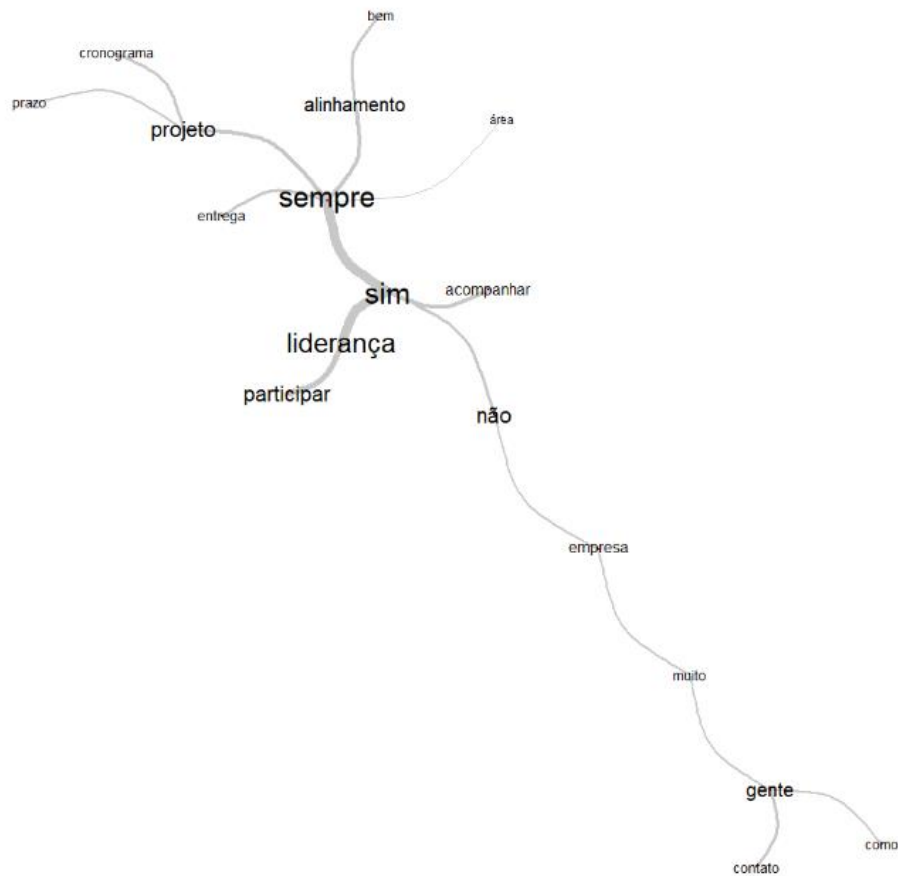 bem
cronograma
prazo
alinhamento
projeto
área
sempre
entrega
sim
acompanhar
liderança
participar
não
empresa
muito
gente
contato
como